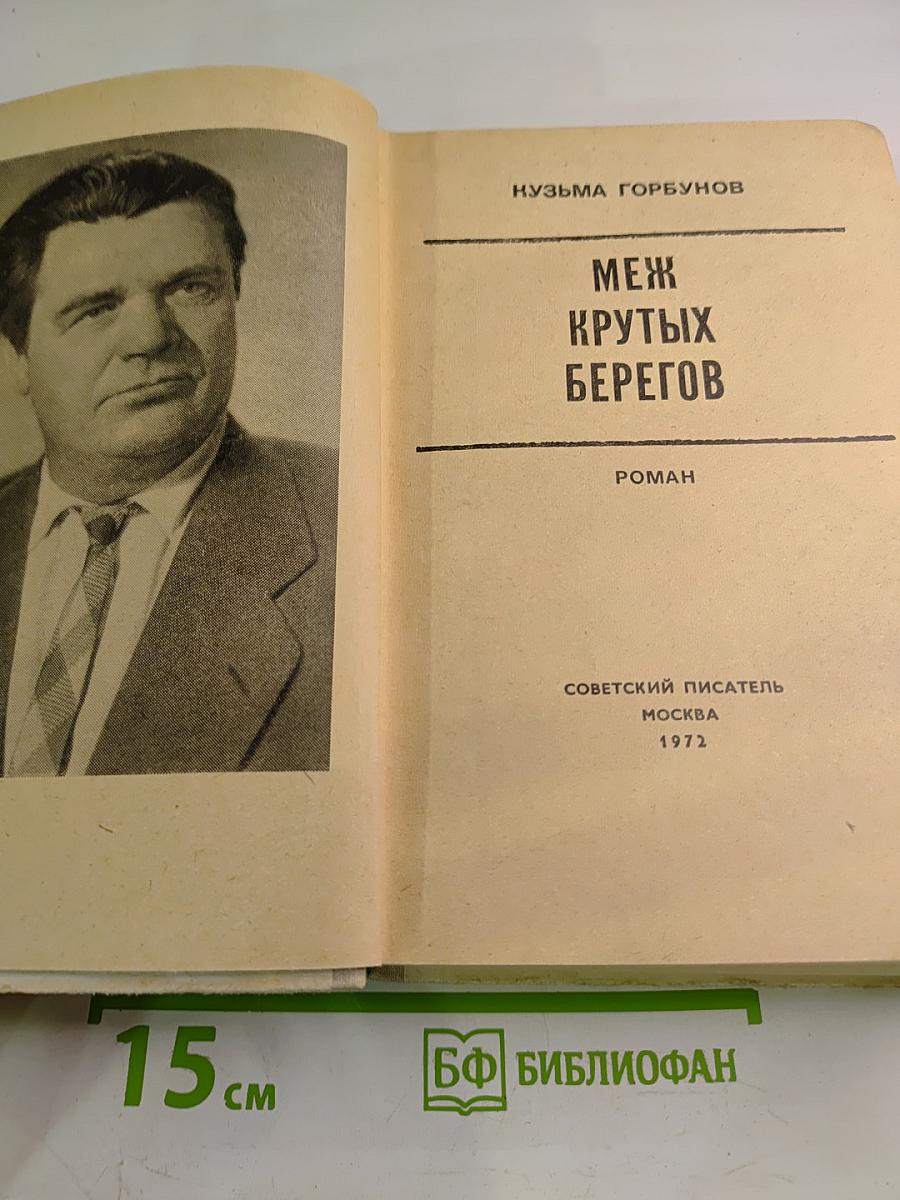 КУЗЬМА ГОРБУНОВ
МЕЖ
КРУТЫХ
БЕРЕГОВ
РОМАН
СОВЕТСКИЙ ПИСАТЕЛЬ
МОСКВА
1972
15 см
БФ БИБЛИОФАН